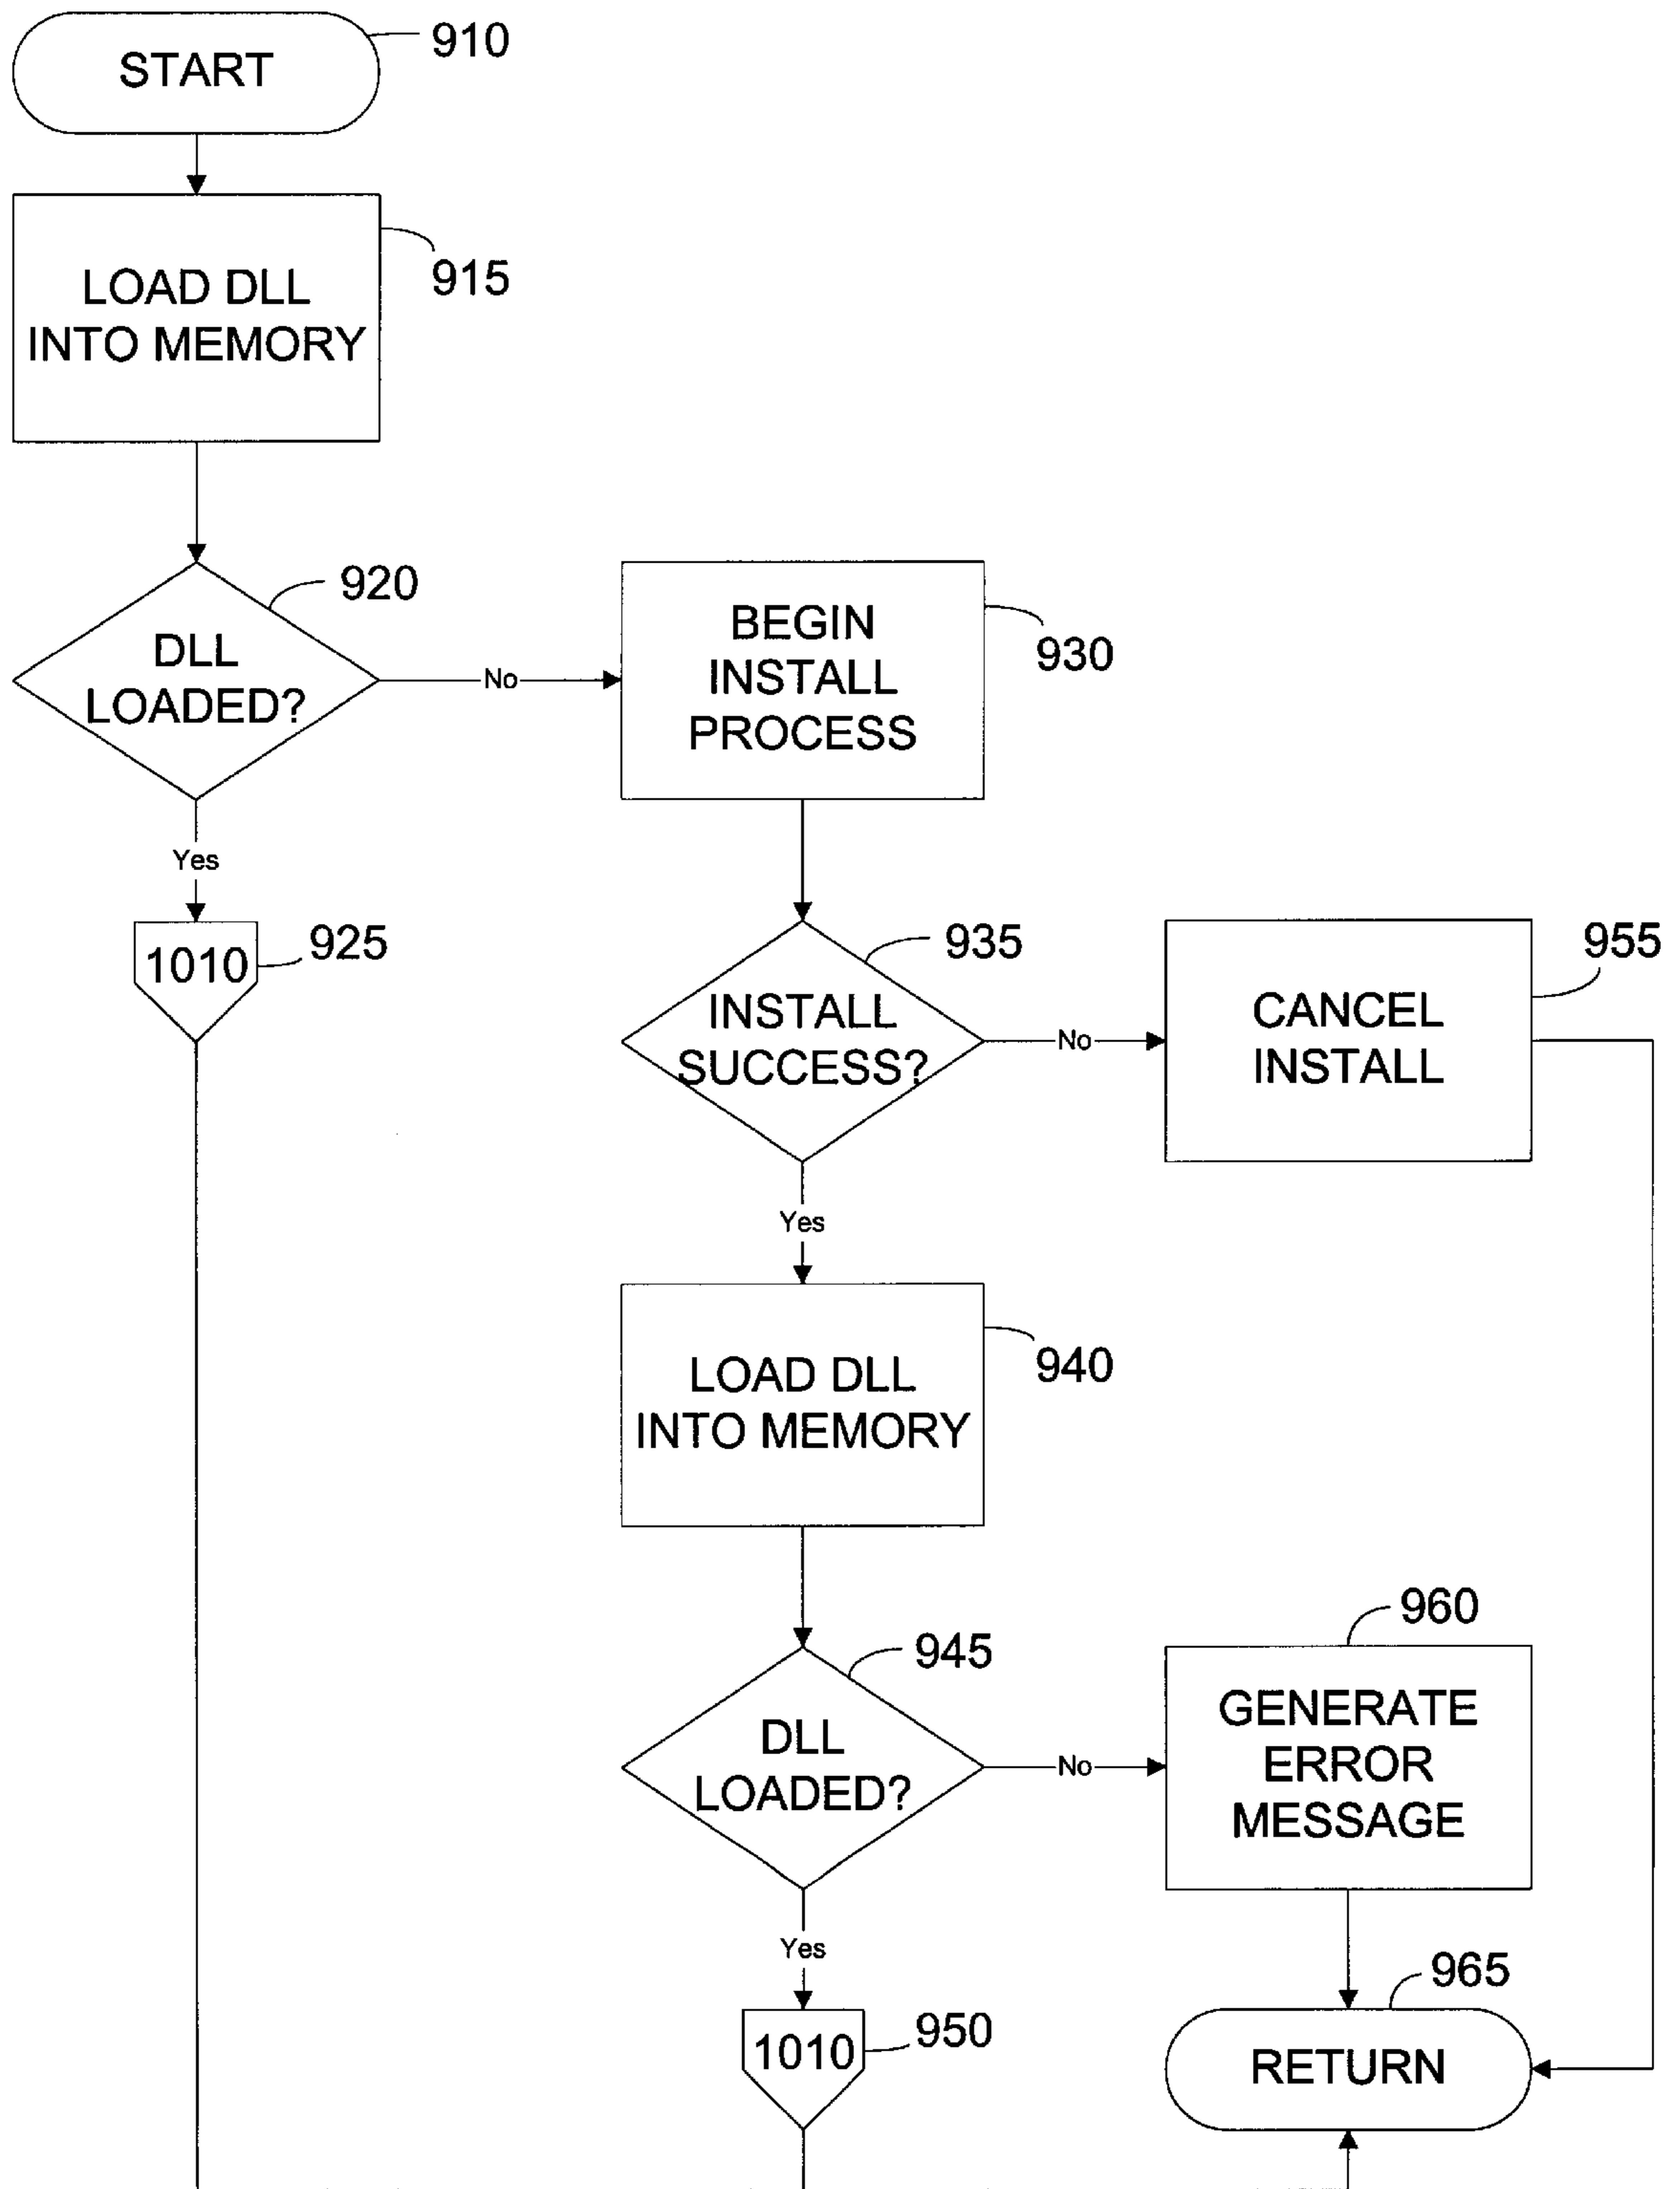 START
910
LOAD DLL
INTO MEMORY
915
DLL
LOADED?
920
No
BEGIN
INSTALL
PROCESS
930
Yes
1010
925
INSTALL
SUCCESS?
935
No
CANCEL
INSTALL
955
Yes
LOAD DLL
INTO MEMORY
940
DLL
LOADED?
945
No
GENERATE
ERROR
MESSAGE
960
Yes
1010
950
RETURN
965